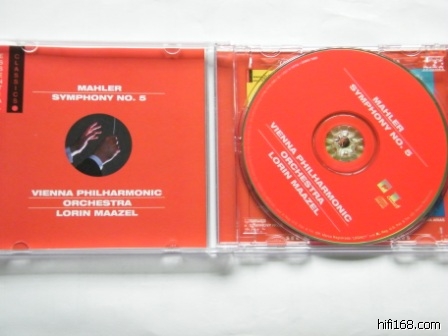 CLASSICS
MAHLER
SYMPHONY NO. 5
VIENNA PHILHARMONIC
ORCHESTRA
LORIN MAAZEL
MAHLER
SYMPHONY NO. 5
VIENNA PHILHARMONIC
ORCHESTRA
LORIN MAAZEL
hifi168.com